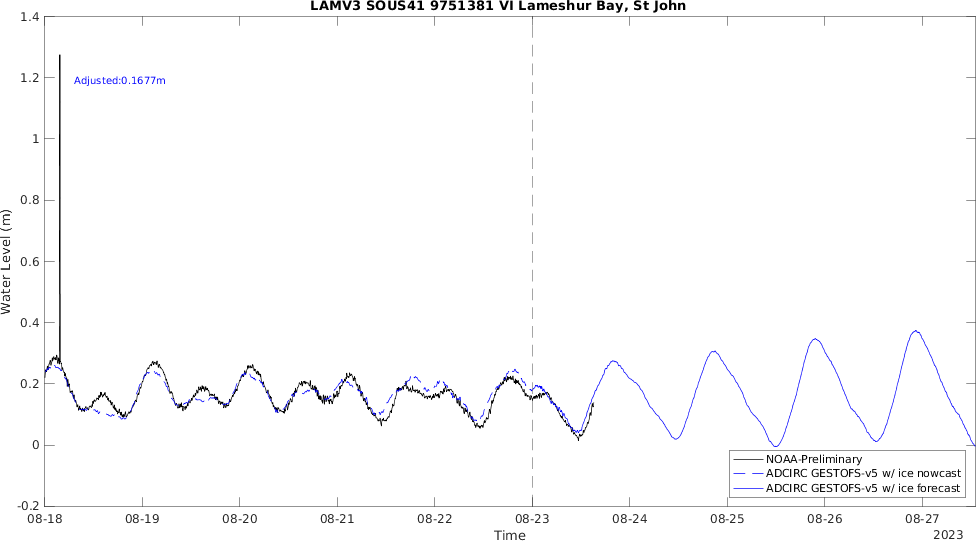 LAMV3 SOUS41 9751381 VI Lameshur Bay, St John
1.4
1.2
1
0.8
0.6
0.4
0.2
0
-0.2
Water Level (m)
Adjusted:0.1677m
NOAA-Preliminary
ADCIRC GESTOFS-v5 w/ ice nowcast
ADCIRC GESTOFS-v5 w/ ice forecast
08-18 08-19 08-20 08-21 08-22 08-23 08-24 08-25 08-26 08-27
Time
2023